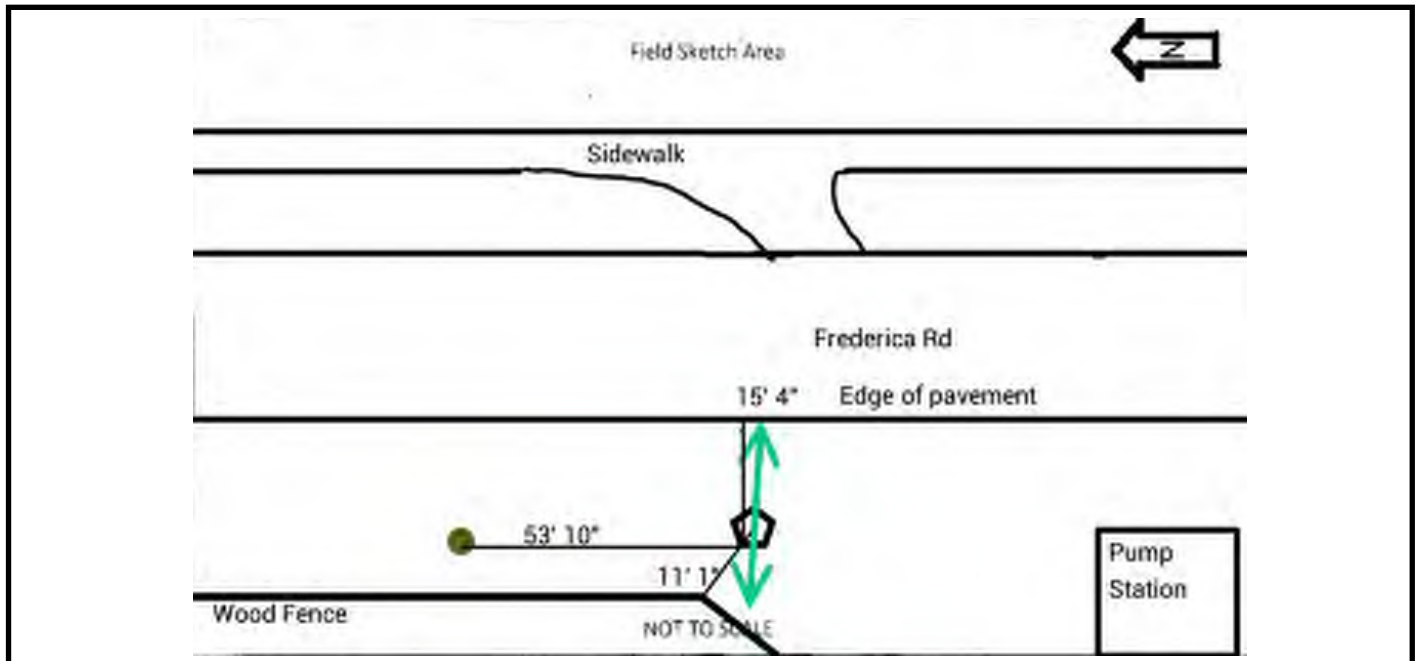 Field Sketch Area
N
Sidewalk
Frederica Rd
15' 4" Edge of pavement
53' 10"
11' 1"
Pump
Station
Wood Fence
NOT TO SCALE